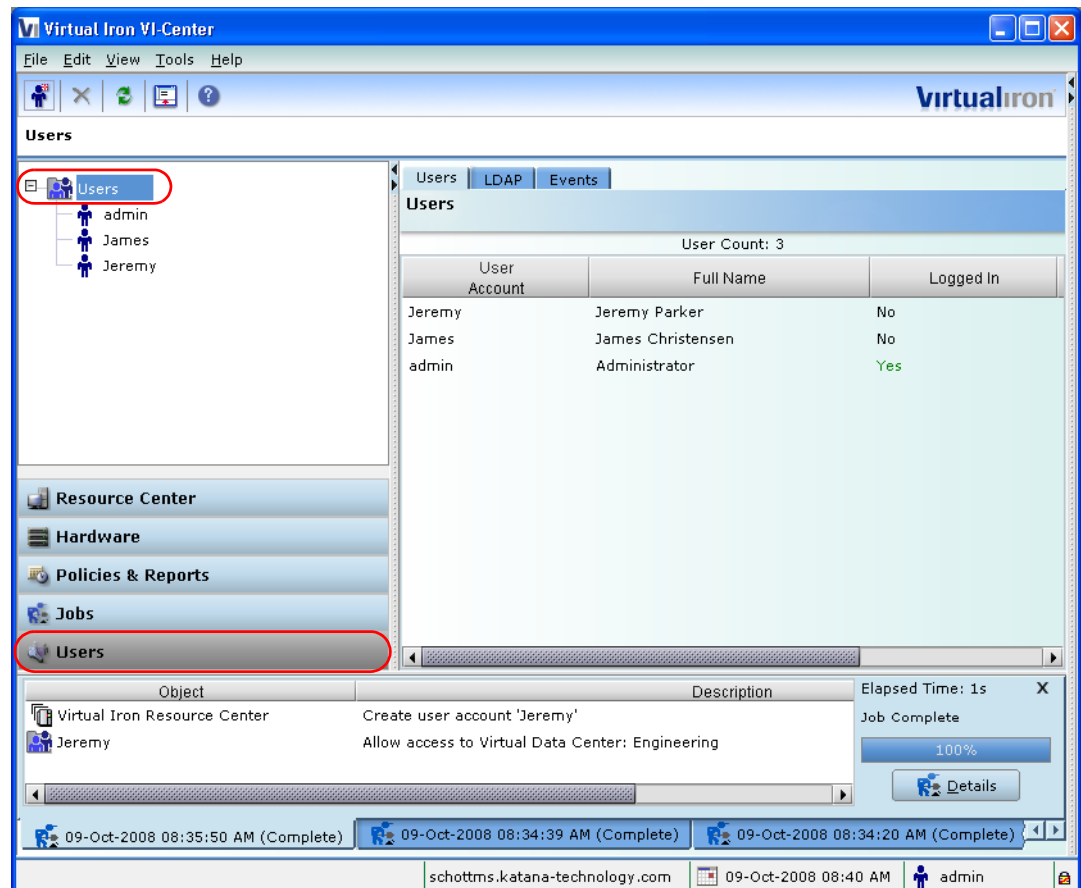 Virtual Iron VI-Center
File Edit View Tools Help
Virtualiron
Users
Users
admin
James
Jeremy
Resource Center
Hardware
Policies & Reports
Jobs
Users
Users LDAP Events
Users
User Count: 3
User Account Full Name Logged In
Jeremy Jeremy Parker No
James James Christensen No
admin Administrator Yes
Object Description
Virtual Iron Resource Center Create user account 'Jeremy'
Jeremy Allow access to Virtual Data Center: Engineering
Elapsed Time: 1s X
Job Complete
100%
Details
09-Oct-2008 08:35:50 AM (Complete) 09-Oct-2008 08:34:39 AM (Complete) 09-Oct-2008 08:34:20 AM (Complete)
schottms.katana-technology.com 09-Oct-2008 08:40 AM admin